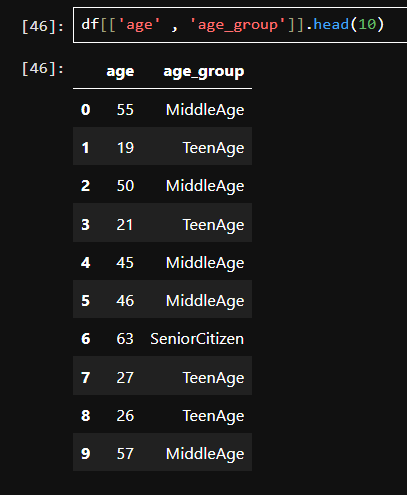 [46]: df[['age' , 'age_group']].head(10)
[46]:
age age_group
0 55 MiddleAge
1 19 TeenAge
2 50 MiddleAge
3 21 TeenAge
4 45 MiddleAge
5 46 MiddleAge
6 63 SeniorCitizen
7 27 TeenAge
8 26 TeenAge
9 57 MiddleAge